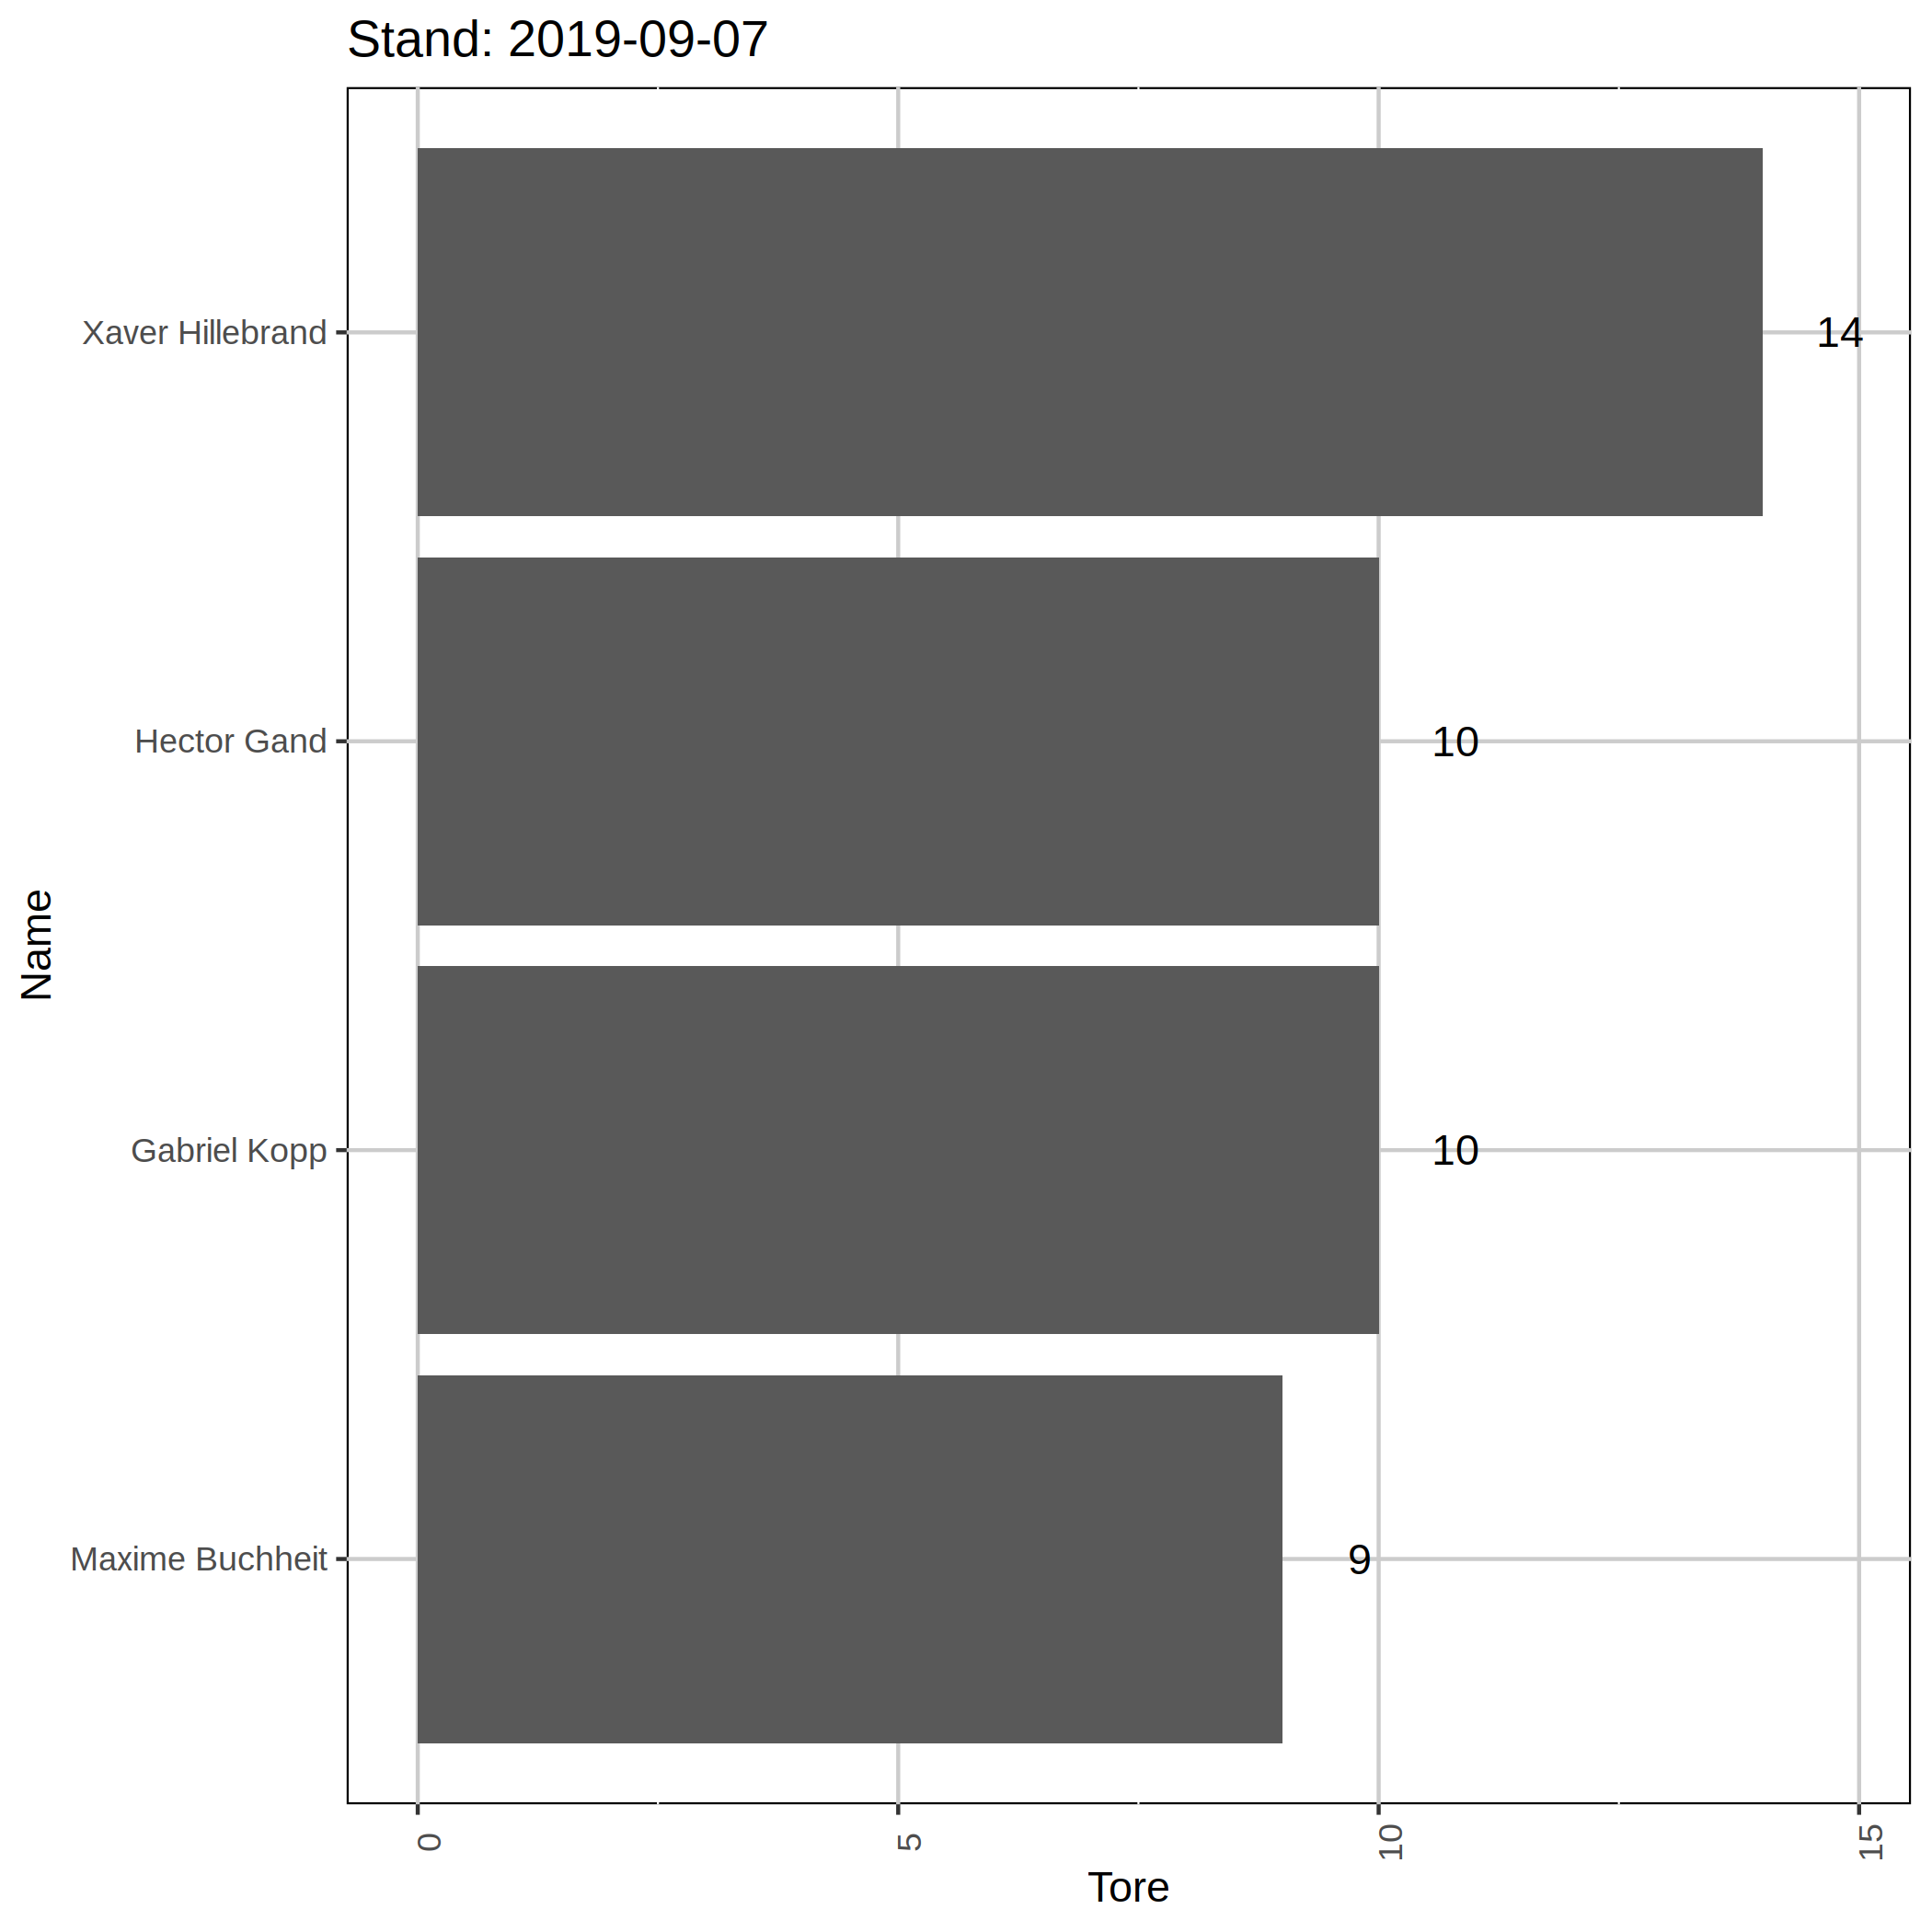 Stand: 2019-09-07
Xaver Hillebrand
14
Hector Gand
10
Name
Gabriel Kopp
10
Maxime Buchheit
9
0
5
10
15
Tore